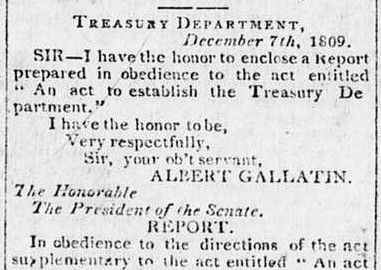 TREASURY DEPARTMENT,
December 7th, 1809.
SIR—I have the honor to enclose a Report
prepared in obedience to the act entitled
" An act to establish the Treasury De
partment."
I have the honor to be,
Very respectfully,
Sir, your ob't servant,
ALBERT GALLATIN.
The Honorable
The President of the Senate.
REPORT.
In obedience to the directions of the act
supplementary to the act entitled " An act